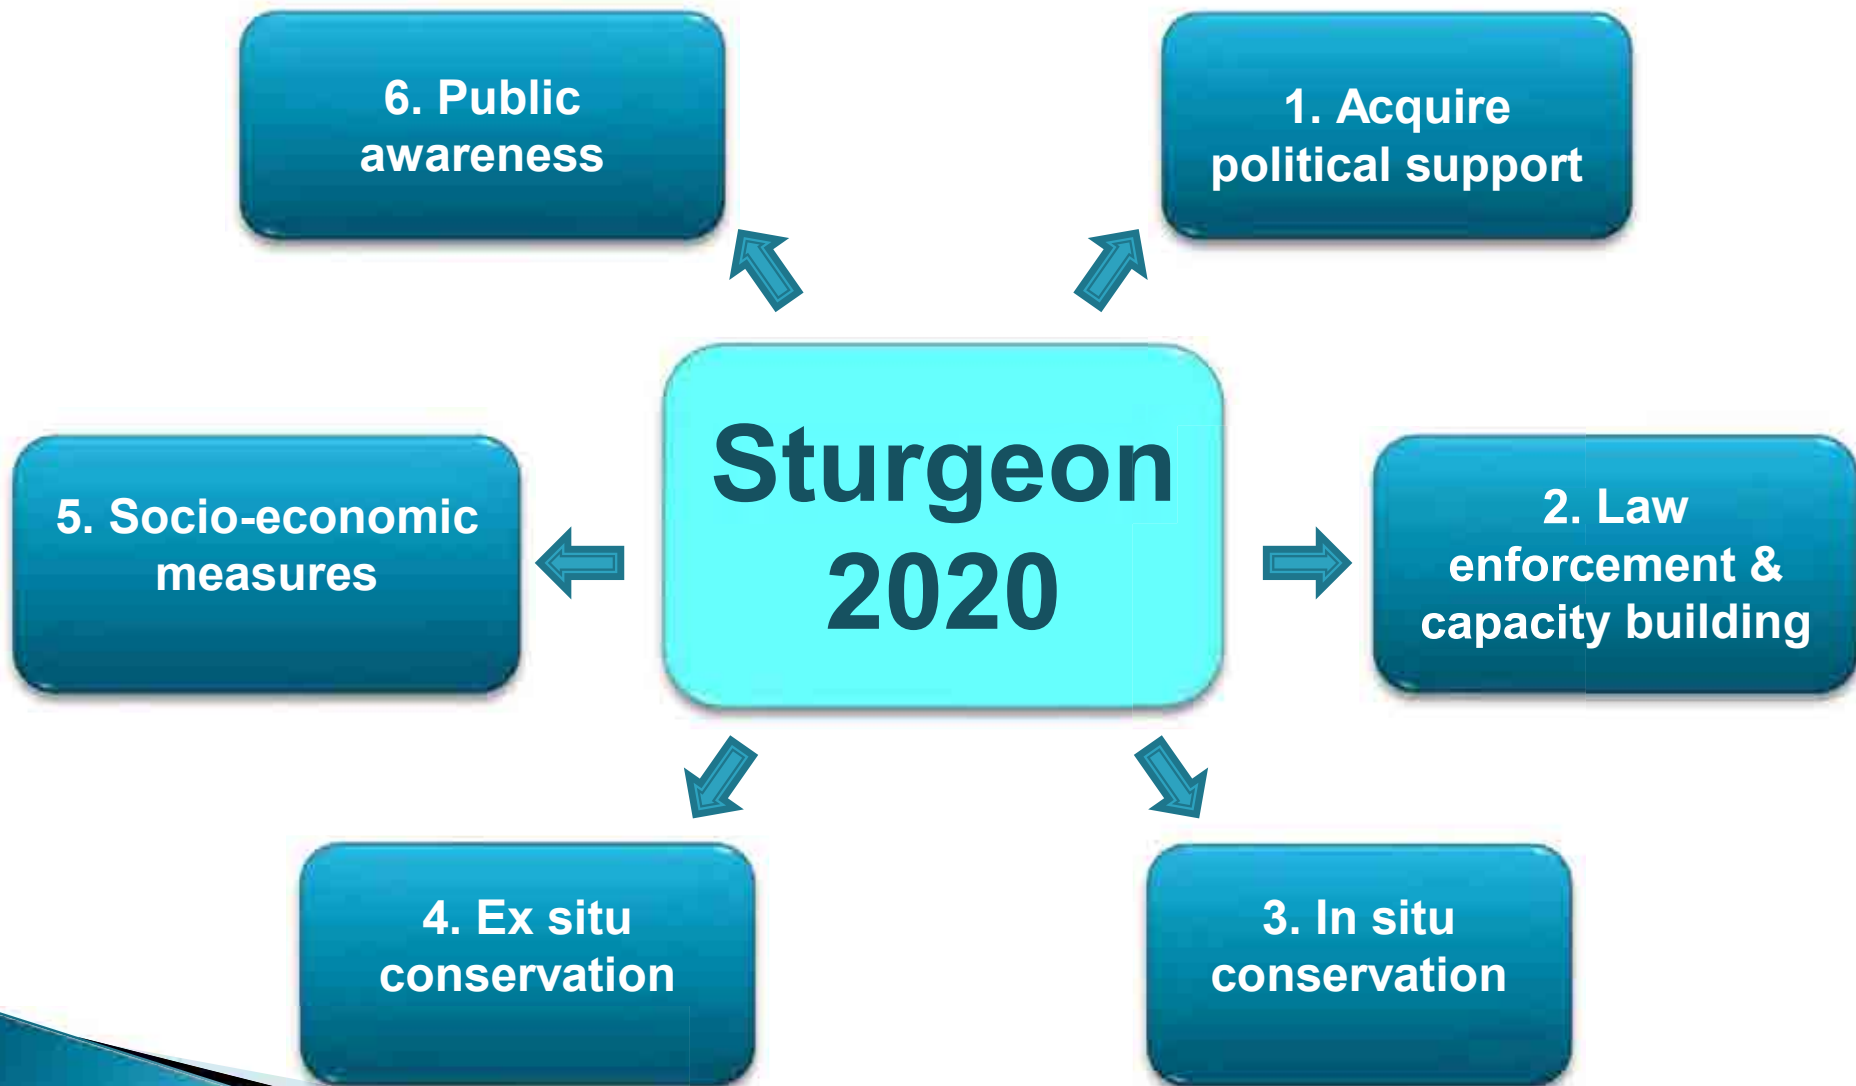 Sturgeon
2020
1. Acquire
political support
2. Law
enforcement &
capacity building
3. In situ
conservation
4. Ex situ
conservation
5. Socio-economic
measures
6. Public
awareness